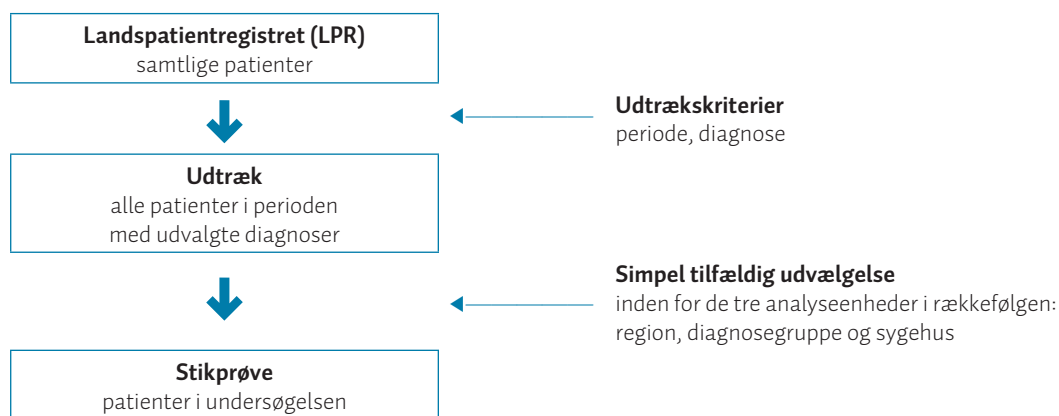 Landspatientregistret (LPR)
samtlige patienter
Udtrækskriterier
periode, diagnose
Udtræk
alle patienter i perioden
med udvalgte diagnoser
Simpel tilfældig udvælgelse
inden for de tre analyseenheder i rækkefølgen:
region, diagnosegruppe og sygehus
Stikprøve
patienter i undersøgelsen